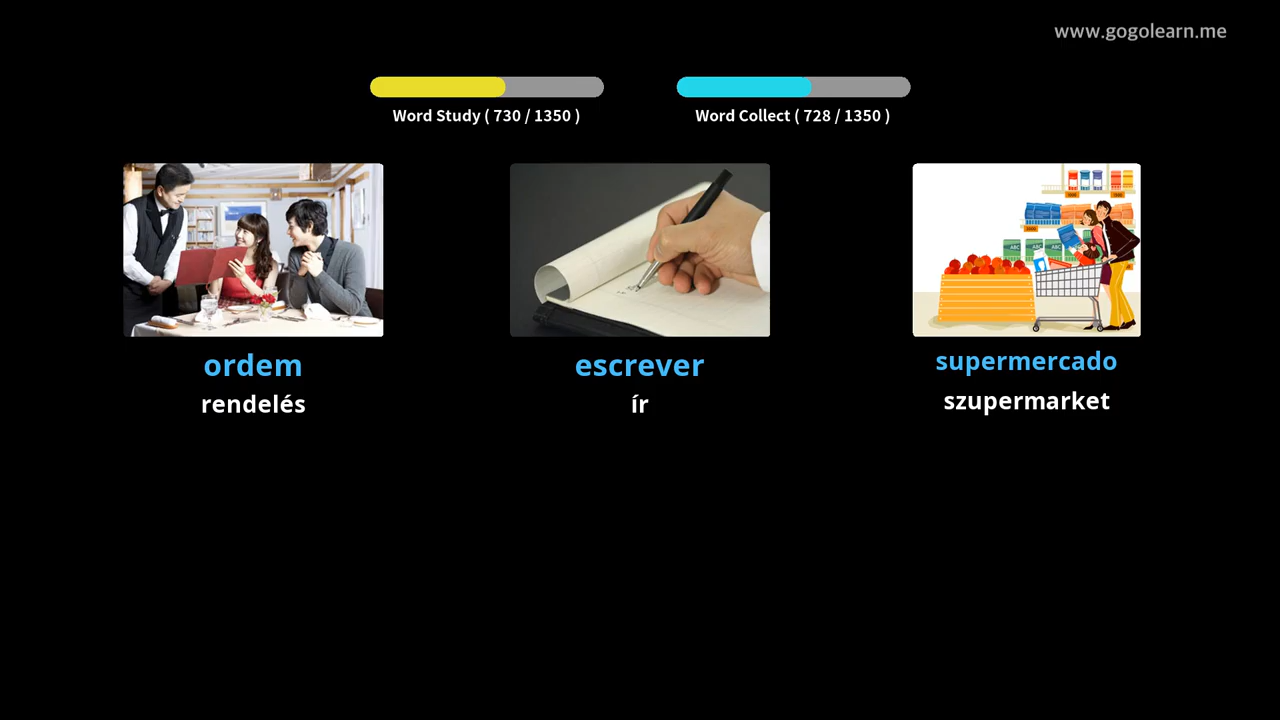 www.gogolearn.me
Word Study ( 730 / 1350 )
Word Collect ( 728 / 1350 )
ordem
rendelés
escrever
ír
supermercado
szupermarket